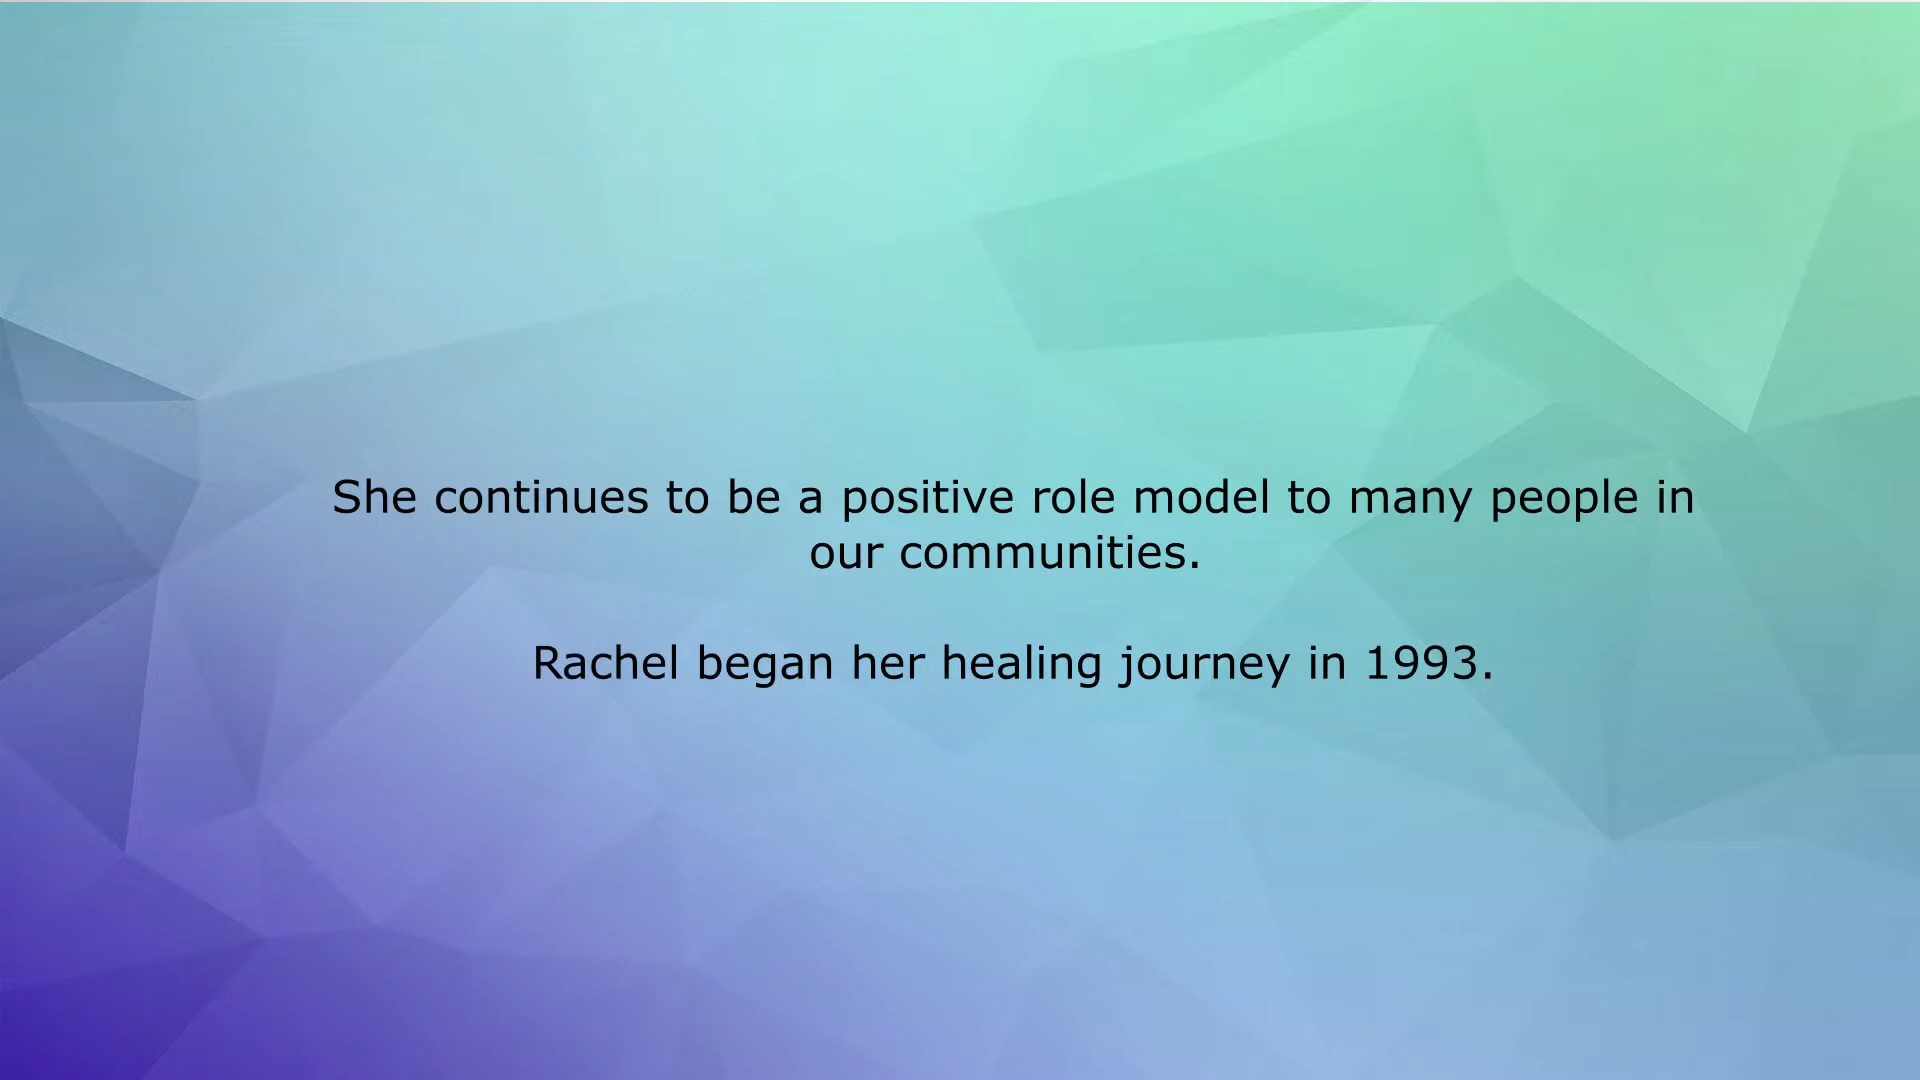 She continues to be a positive role model to many people in
our communities.
Rachel began her healing journey in 1993.